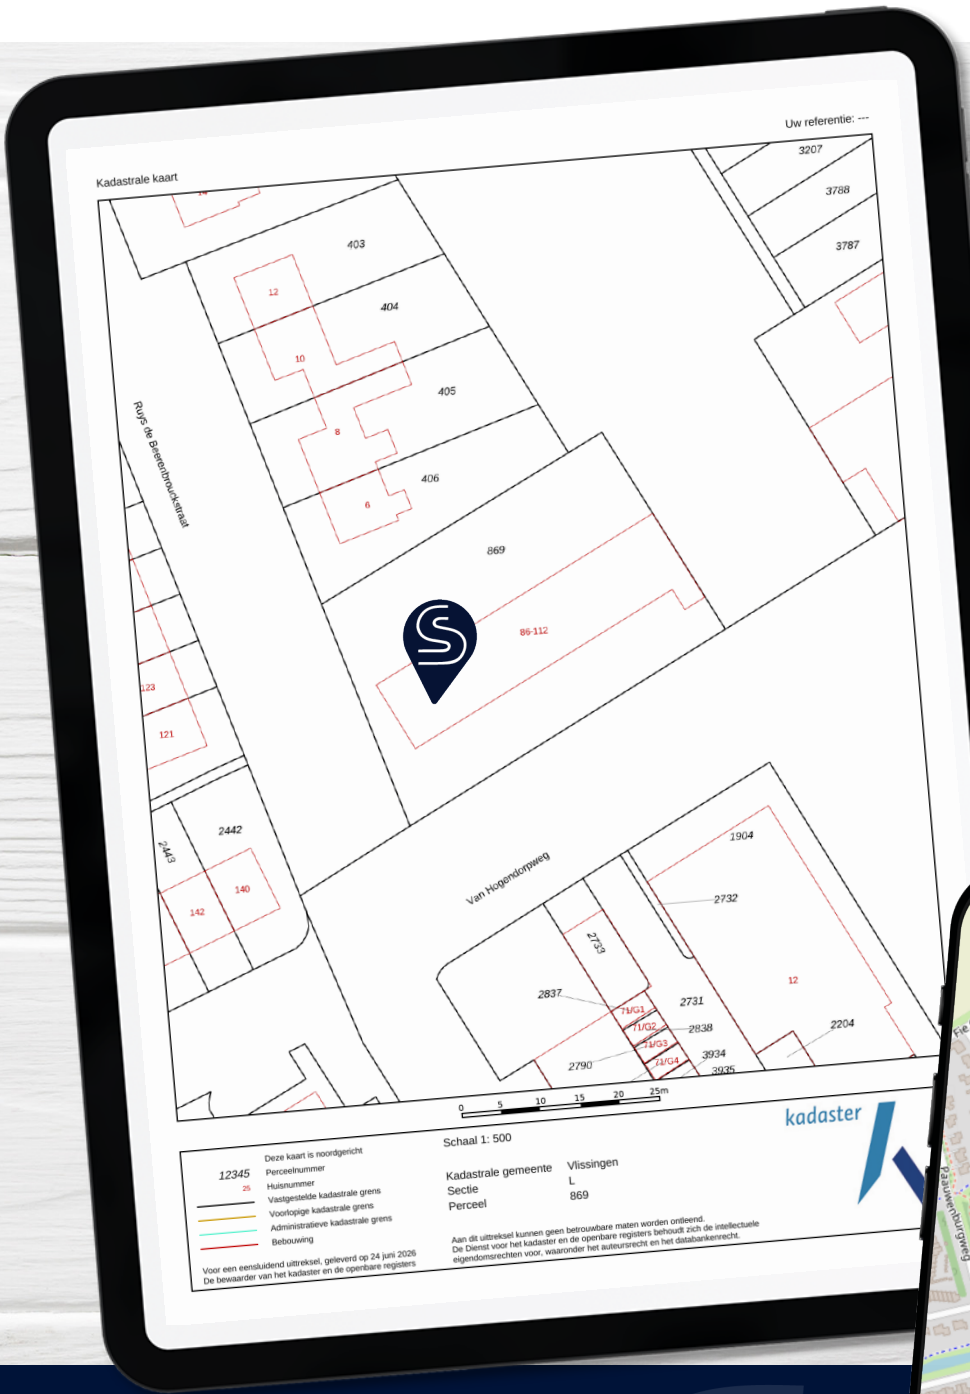 Uw referentie: ---
Kadastrale kaart
3207
3788
3787
14
403
12
404
10
405
8
406
6
Ruys de Beerenbrouckstraat
869
86-112
123
121
2442
2443
140
142
Van Hogendorpweg
1904
2732
2733
12
2837
2731
71/G1
71/G2
2838
71/G3
2204
2790
71/G4
3934
3935
0 5 10 15 20 25m
Schaal 1: 500
kadaster
Deze kaart is noordgericht
12345 Perceelnummer
25 Huisnummer
Vastgestelde kadastrale grens
Voorlopige kadastrale grens
Administratieve kadastrale grens
Bebouwing
Kadastrale gemeente Vlissingen
Sectie L
Perceel 869
Voor een eensluidend uittreksel, geleverd op 24 juni 2026
De bewaarder van het kadaster en de openbare registers
Aan dit uittreksel kunnen geen betrouwbare maten worden ontleend.
De Dienst voor het kadaster en de openbare registers behoudt zich de intellectuele
eigendomsrechten voor, waaronder het auteursrecht en het databankenrecht.
Paauwenburgweg